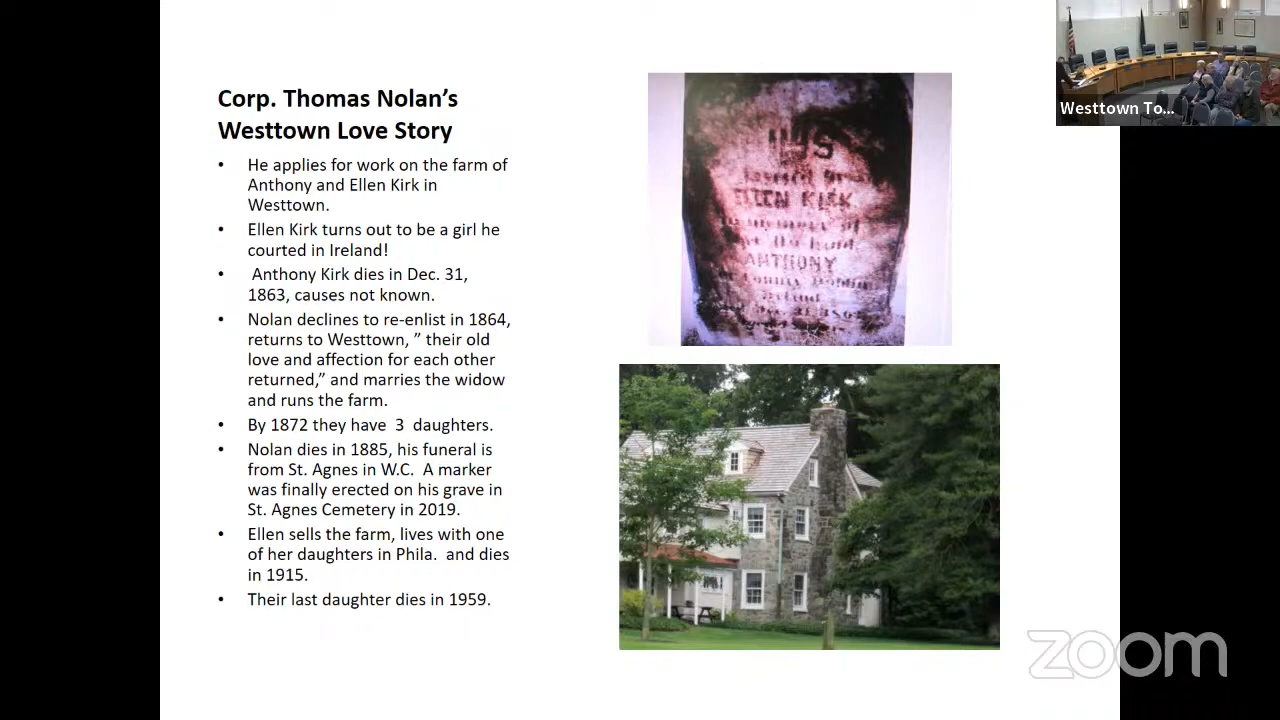 Corp. Thomas Nolan's
Westtown Love Story
• He applies for work on the farm of
Anthony and Ellen Kirk in
Westtown.
• Ellen Kirk turns out to be a girl he
courted in Ireland!
• Anthony Kirk dies in Dec. 31,
1863, causes not known.
• Nolan declines to re-enlist in 1864,
returns to Westtown, ” their old
love and affection for each other
returned,” and marries the widow
and runs the farm.
• By 1872 they have 3 daughters.
• Nolan dies in 1885, his funeral is
from St. Agnes in W.C. A marker
was finally erected on his grave in
St. Agnes Cemetery in 2019.
• Ellen sells the farm, lives with one
of her daughters in Phila. and dies
in 1915.
• Their last daughter dies in 1959.
IHS
ELLEN KIRK
ANTHONY
Westtown To...
zoom